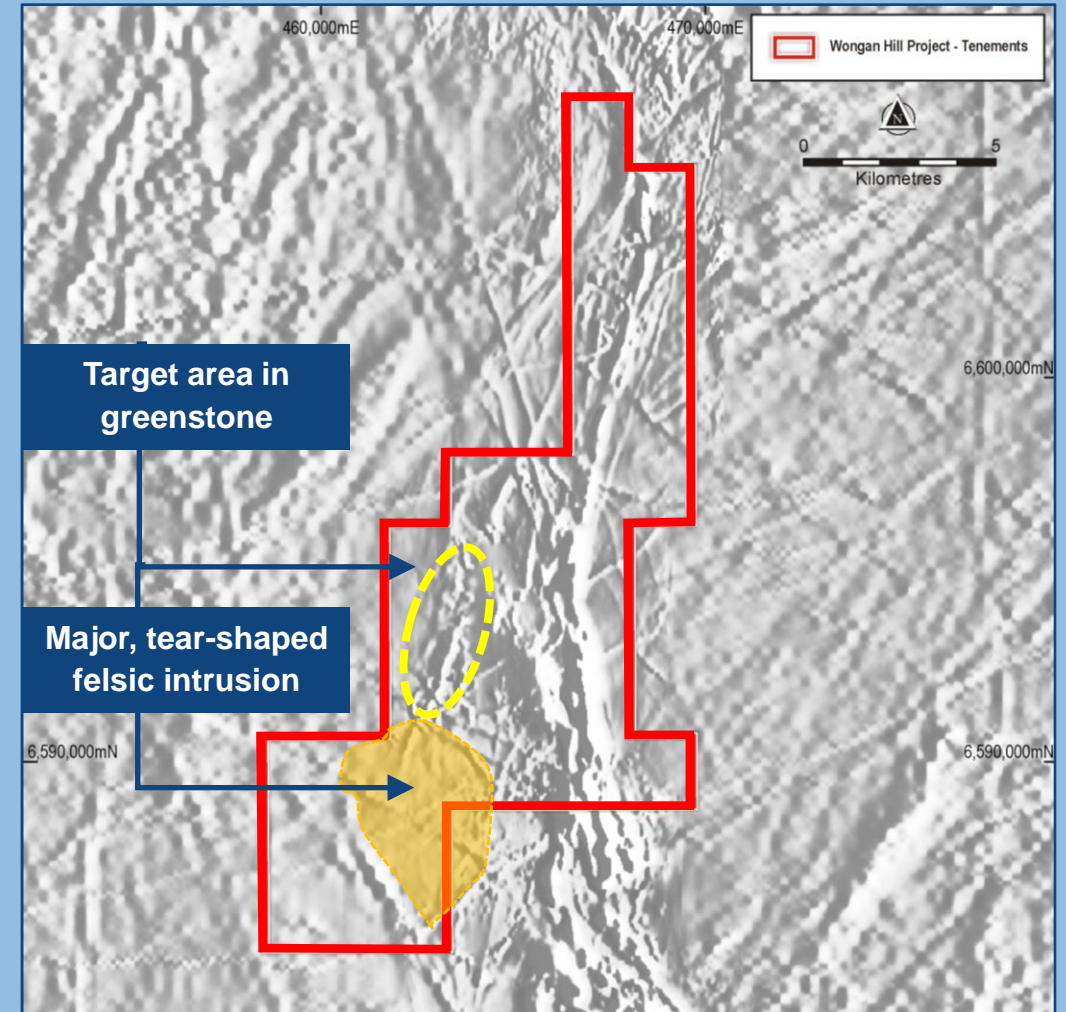 460,000mE
470,000mE
Wongan Hill Project - Tenements
N
0 5
Kilometres
6,600,000mN
Target area in
greenstone
Major, tear-shaped
felsic intrusion
6,590,000mN
6,590,000mN